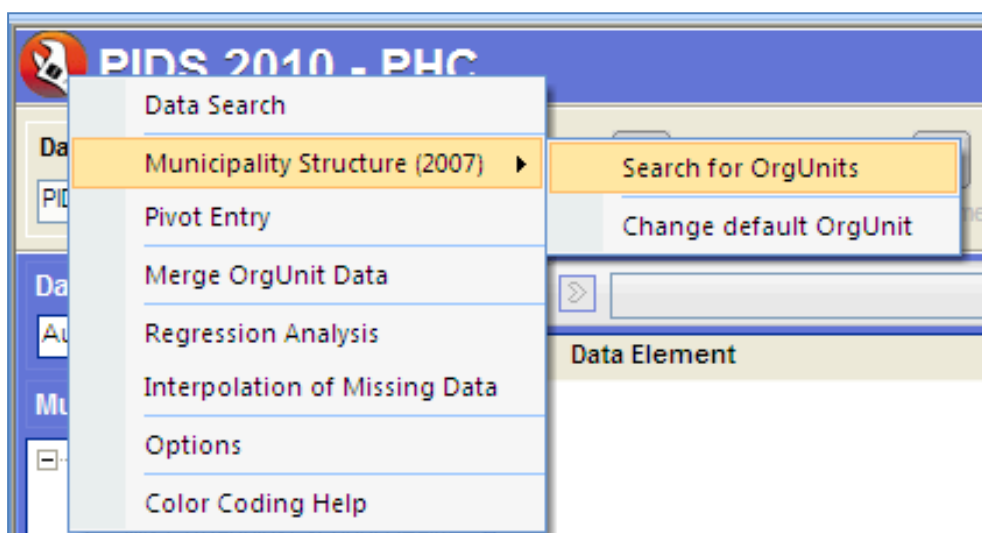 PIDS 2010 - PHC
Data Search
Municipality Structure (2007)
Search for OrgUnits
Pivot Entry
Change default OrgUnit
Merge OrgUnit Data
Regression Analysis
Data Element
Interpolation of Missing Data
Options
Color Coding Help